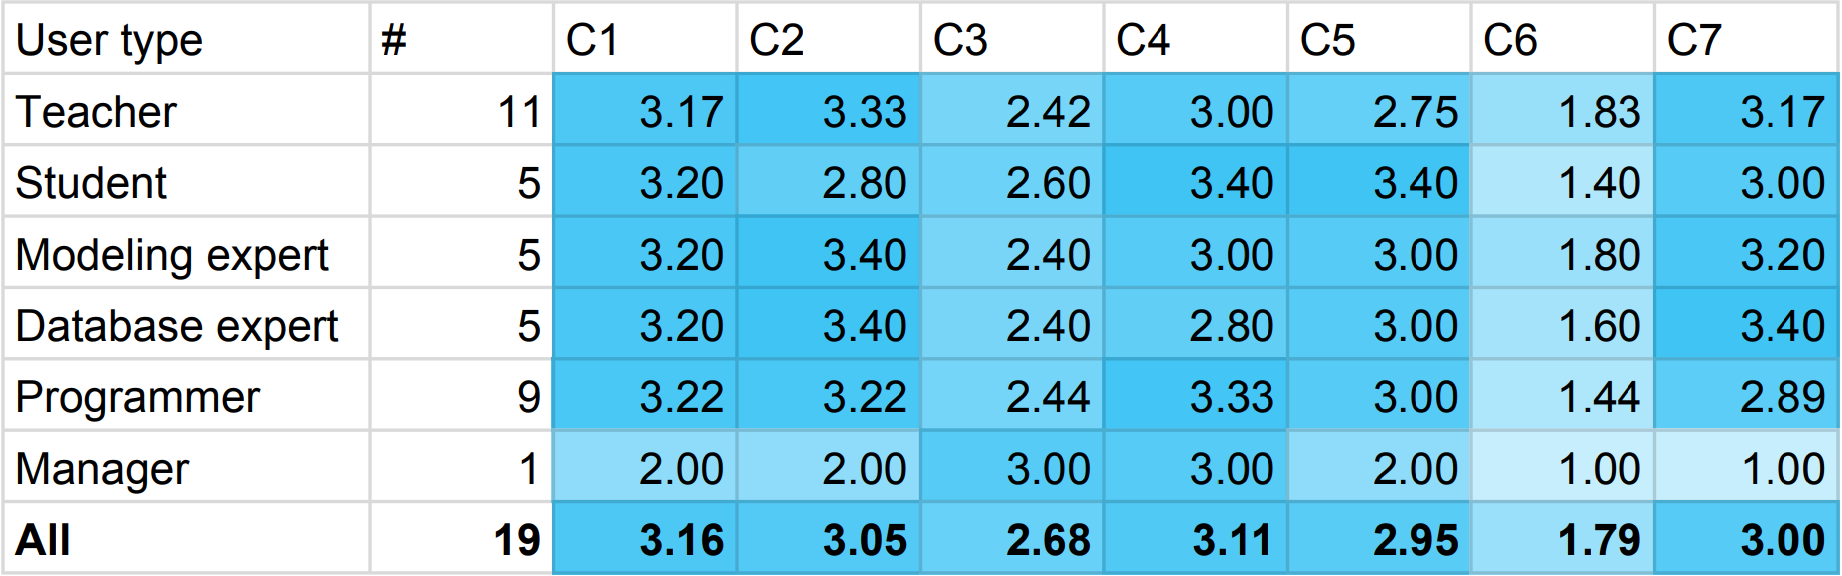 User type # C1 C2 C3 C4 C5 C6 C7
Teacher 11 3.17 3.33 2.42 3.00 2.75 1.83 3.17
Student 5 3.20 2.80 2.60 3.40 3.40 1.40 3.00
Modeling expert 5 3.20 3.40 2.40 3.00 3.00 1.80 3.20
Database expert 5 3.20 3.40 2.40 2.80 3.00 1.60 3.40
Programmer 9 3.22 3.22 2.44 3.33 3.00 1.44 2.89
Manager 1 2.00 2.00 3.00 3.00 2.00 1.00 1.00
All 19 3.16 3.05 2.68 3.11 2.95 1.79 3.00